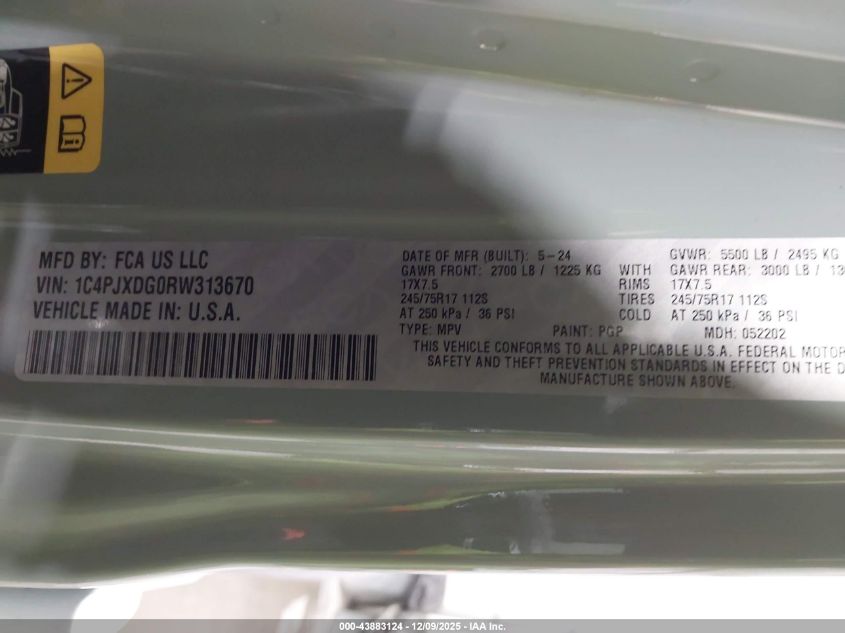 MFD BY: FCA US LLC
VIN: 1C4PJXDG0RW313670
VEHICLE MADE IN: U.S.A.
DATE OF MFR (BUILT): 5-24 GVWR: 5500 LB / 2495 KG
GAWR FRONT: 2700 LB / 1225 KG WITH GAWR REAR: 3000 LB /
17X7.5 RIMS 17X7.5
245/75R17 112S TIRES 245/75R17 112S
AT 250 kPa / 36 PSI COLD AT 250 kPa / 36 PSI
TYPE: MPV PAINT: PGP MDH: 052202
THIS VEHICLE CONFORMS TO ALL APPLICABLE U.S.A. FEDERAL MOTOR
SAFETY AND THEFT PREVENTION STANDARDS IN EFFECT ON THE
MANUFACTURE SHOWN ABOVE.
000-43883124 - 12/09/2025 - IAA Inc.